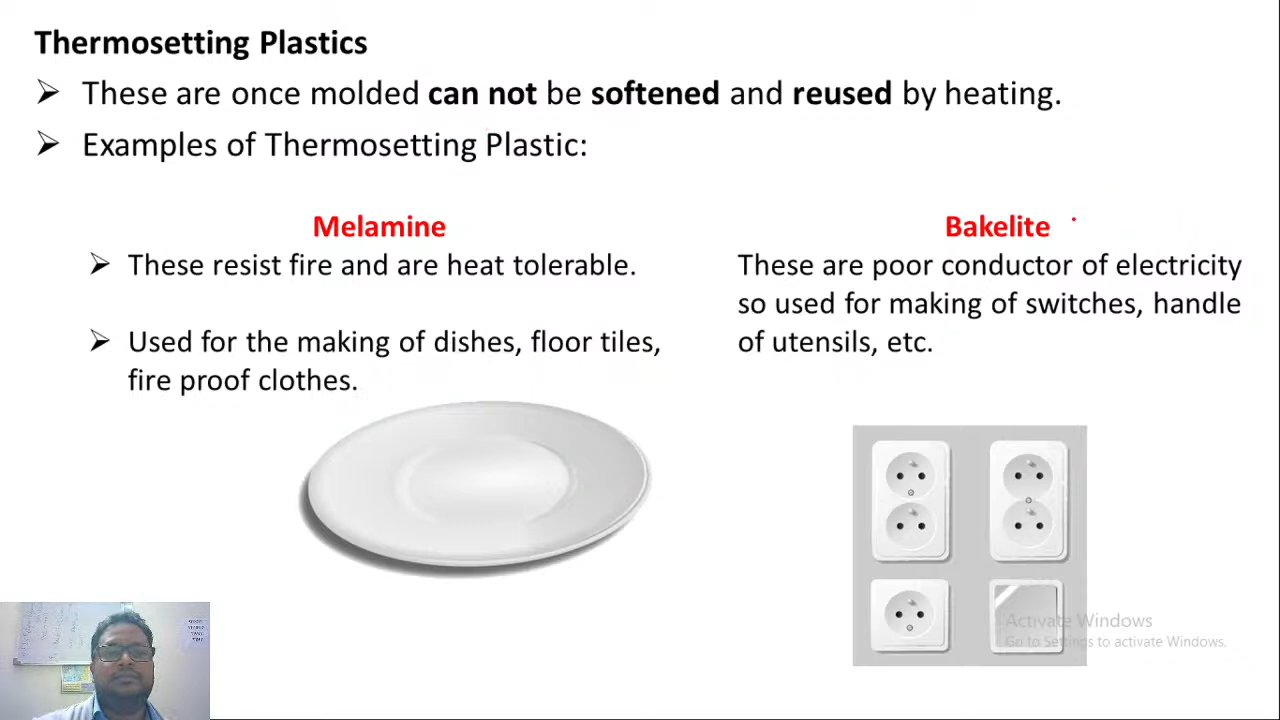 Thermosetting Plastics
➢ These are once molded can not be softened and reused by heating.
➢ Examples of Thermosetting Plastic:
Melamine
➢ These resist fire and are heat tolerable.
➢ Used for the making of dishes, floor tiles,
fire proof clothes.
Bakelite
These are poor conductor of electricity
so used for making of switches, handle
of utensils, etc.
Activate Windows
Go to Settings to activate Windows.